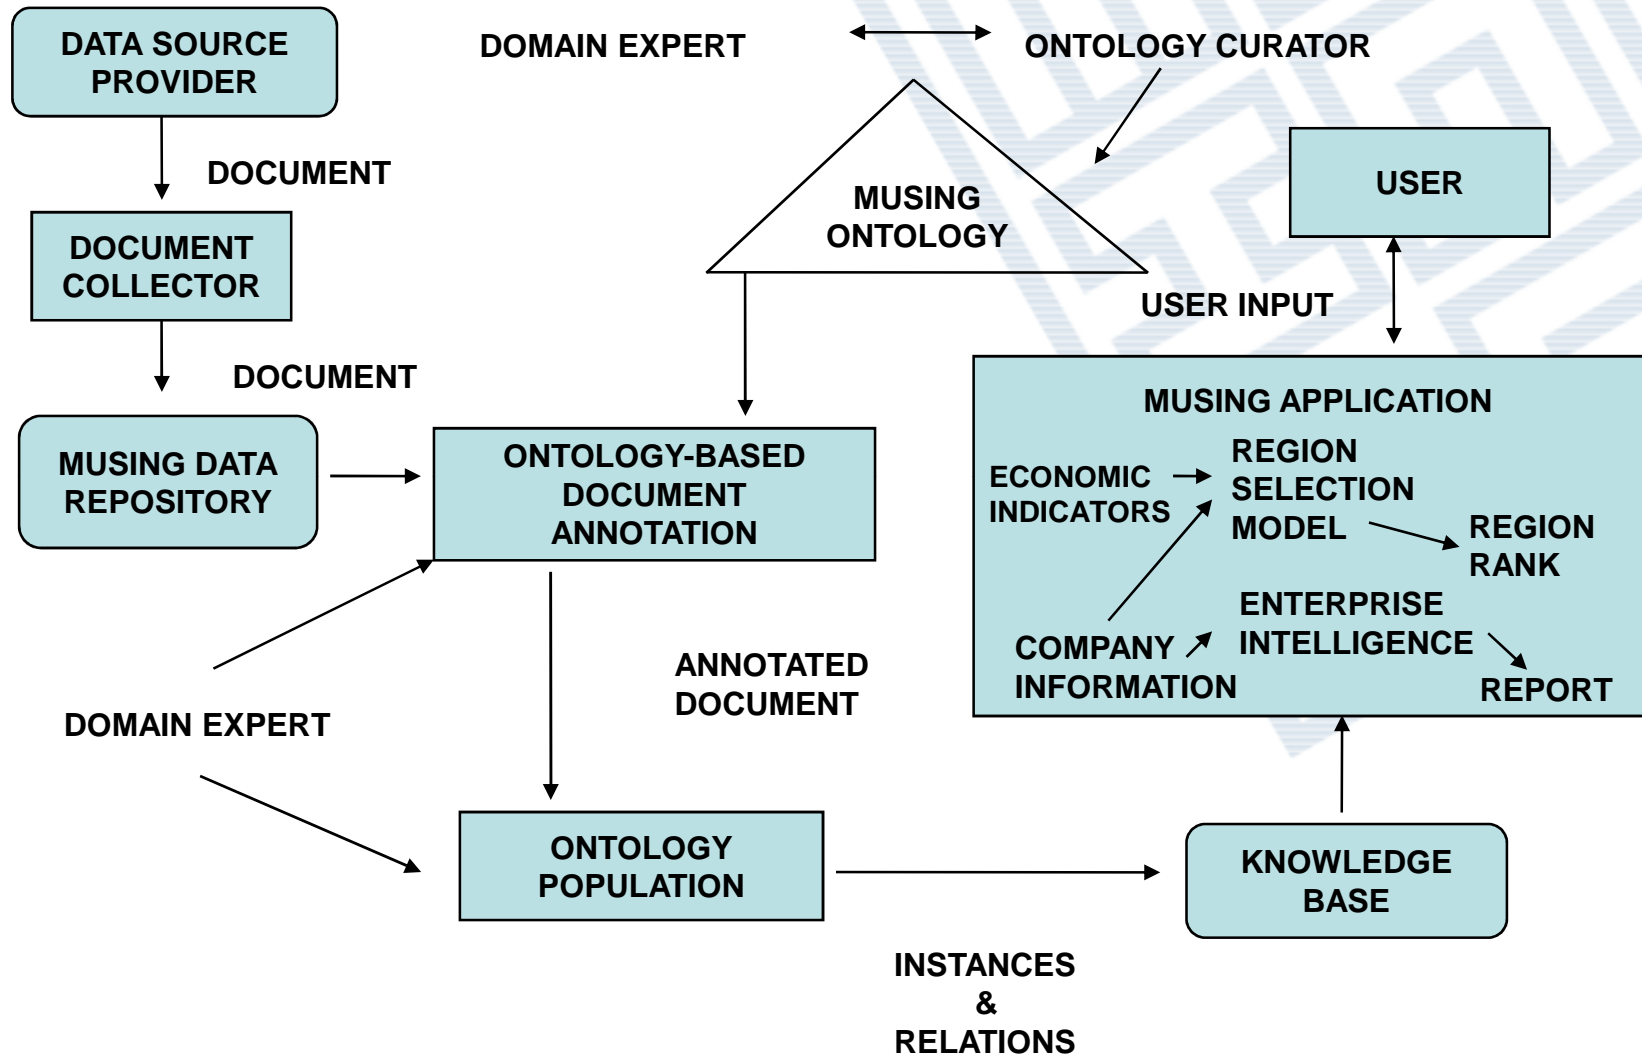 DATA SOURCE
PROVIDER
DOMAIN EXPERT
ONTOLOGY CURATOR
DOCUMENT
MUSING
ONTOLOGY
USER
DOCUMENT
COLLECTOR
USER INPUT
DOCUMENT
MUSING DATA
REPOSITORY
ONTOLOGY-BASED
DOCUMENT
ANNOTATION
MUSING APPLICATION
ECONOMIC
INDICATORS
REGION
SELECTION
MODEL
REGION
RANK
COMPANY
INFORMATION
ENTERPRISE
INTELLIGENCE
REPORT
ANNOTATED
DOCUMENT
DOMAIN EXPERT
ONTOLOGY
POPULATION
KNOWLEDGE
BASE
INSTANCES
&
RELATIONS